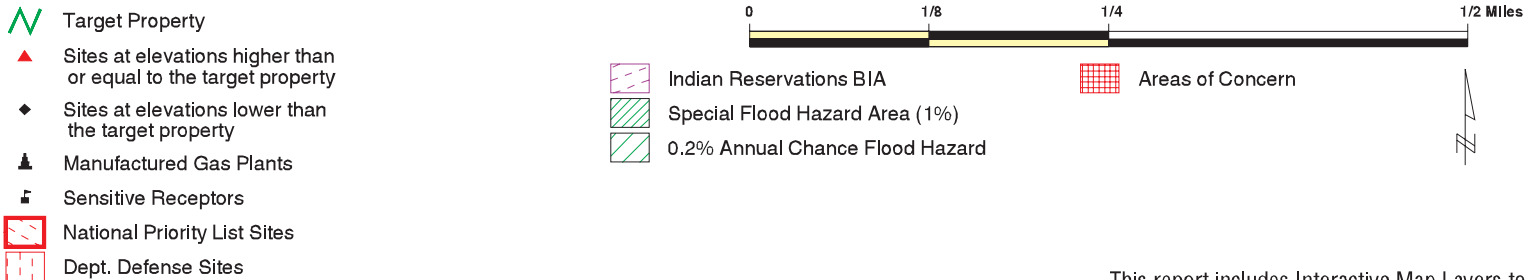 Target Property
Sites at elevations higher than
or equal to the target property
Sites at elevations lower than
the target property
Manufactured Gas Plants
Sensitive Receptors
National Priority List Sites
Dept. Defense Sites
0 1/8 1/4 1/2 Miles
Indian Reservations BIA
Special Flood Hazard Area (1%)
0.2% Annual Chance Flood Hazard
Areas of Concern
This report includes Interactive Map Layers to